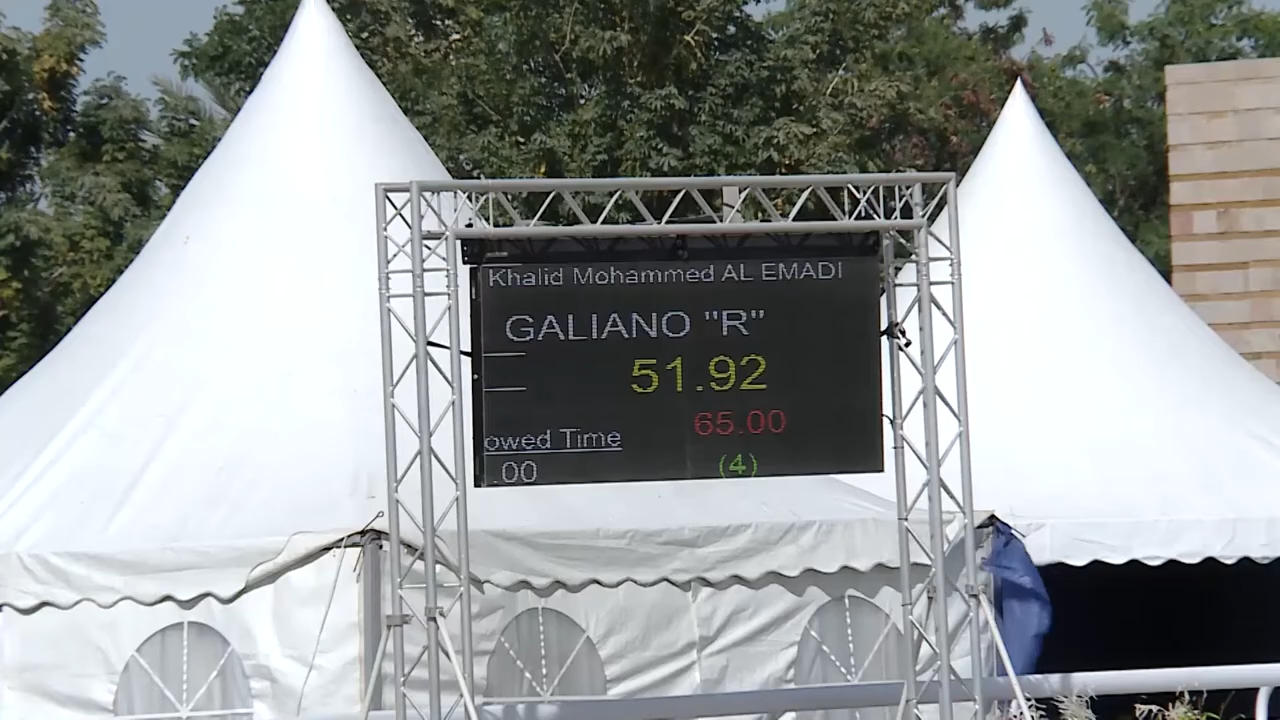 Khalid Mohammed AL EMADI
GALIANO "R"
51.92
65.00
owed Time
.00
(4)